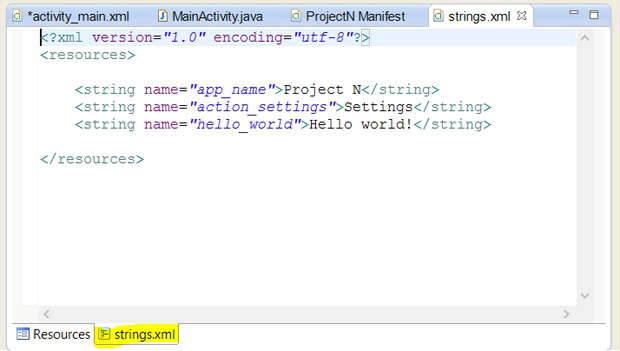 *activity_main.xml MainActivity.java ProjectN Manifest strings.xml
<?xml version="1.0" encoding="utf-8"?>
<resources>
<string name="app_name">Project N</string>
<string name="action_settings">Settings</string>
<string name="hello_world">Hello world!</string>
</resources>
Resources strings.xml